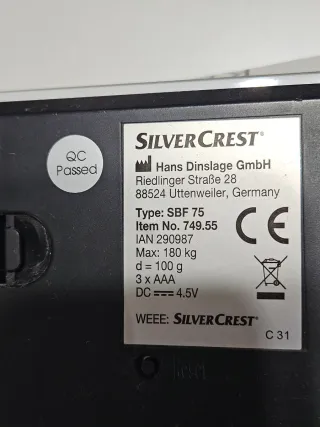 QC
Passed
SILVERCREST®
Hans Dinslage GmbH
Riedlinger Straße 28
88524 Uttenweiler, Germany
Type: SBF 75
Item No. 749.55
IAN 290987
Max: 180 kg
d = 100 g
3 x AAA
DC 4.5V
WEEE: SILVERCREST®
C 31